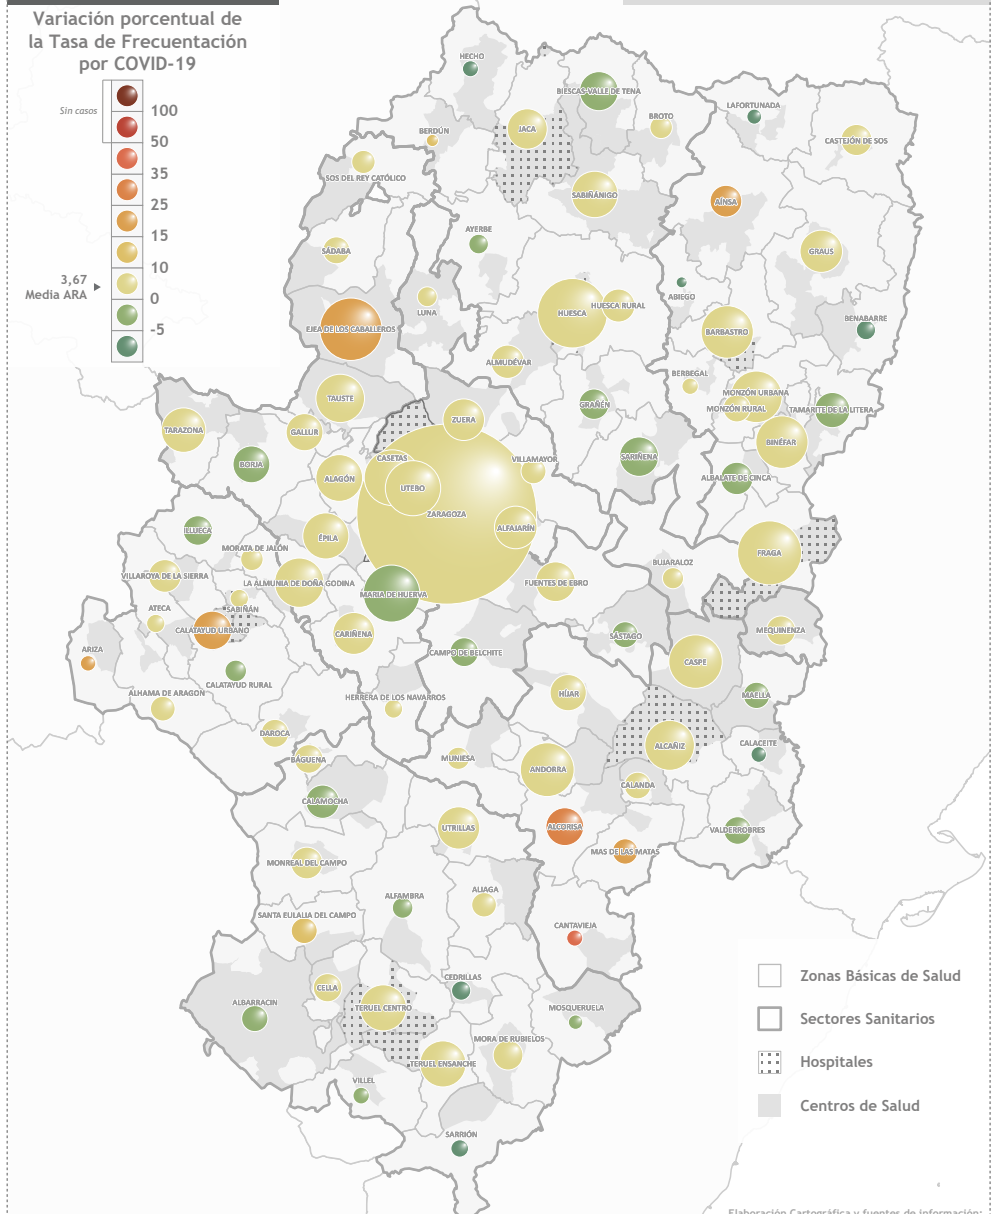 Variación porcentual de
la Tasa de Frecuentación
por COVID-19
Sin casos
100
50
35
25
15
10
0
-5
3,67
Media ARA
HECHO
BIESCAS-VALLE DE TENA
LAFORTUNADA
BROTO
JACA
BERDÚN
CASTEJÓN DE SOS
SOS DEL REY CATÓLICO
SABIÑÁNIGO
AÍNSA
AYERBE
SÁDABA
GRAUS
ABIEGO
LUNA
HUESCA RURAL
HUESCA
BENABARRE
EJEA DE LOS CABALLEROS
BARBASTRO
ALMUDÉVAR
BERBEGAL
MONZÓN URBANA
TAUSTE
GRAÑÉN
MONZÓN RURAL
TAMARITE DE LA LITERA
ZUERA
TARAZONA
GALLUR
BINÉFAR
CASETAS
VILLAMAYOR
SARIÑENA
BORJA
ALAGÓN
ALBALATE DE CINCA
UTEBO
ZARAGOZA
ALFAJARÍN
ILLUECA
ÉPILA
MORATA DE JALÓN
FRAGA
BUJARALOZ
VILLAROYA DE LA SIERRA
LA ALMUNIA DE DOÑA GODINA
FUENTES DE EBRO
MARIA DE HUERVA
ATECA
SABIÑÁN
CALATAYUD URBANO
CARIÑENA
SÁSTAGO
MEQUINENZA
ARIZA
CAMPO DE BELCHITE
CASPE
CALATAYUD RURAL
ALHAMA DE ARAGÓN
HERRERA DE LOS NAVARROS
HÍJAR
MAELLA
DAROCA
BÁGUENA
MUNIESA
ALCAÑIZ
CALACEITE
ANDORRA
CALANDA
CALAMOCHA
UTRILLAS
ALCORISA
VALDERROBRES
MAS DE LAS MATAS
MONREAL DEL CAMPO
ALIAGA
ALFAMBRA
SANTA EULALIA DEL CAMPO
CANTAVIEJA
CEDRILLAS
CELLA
ALBARRACIN
TERUEL CENTRO
MOSQUERUELA
MORA DE RUBIELOS
TERUEL ENSANCHE
VILLEL
SARRIÓN
Zonas Básicas de Salud
Sectores Sanitarios
Hospitales
Centros de Salud
Elaboración Cartográfica y fuentes de información: